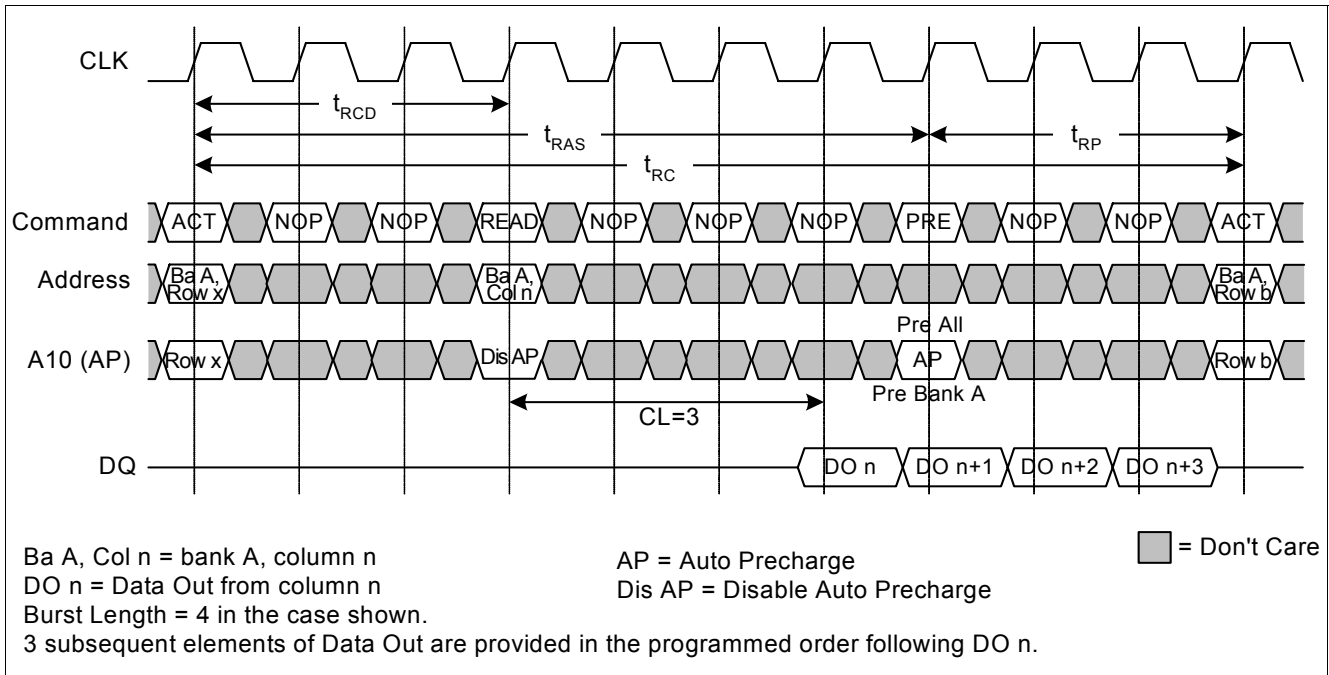 CLK
tRCD
tRAS
tRP
tRC
Command ACT NOP NOP READ NOP NOP NOP PRE NOP NOP ACT
Address Ba A, Row x Ba A, Col n Ba A, Row b
Pre All
A10 (AP) Row x Dis AP AP Row b
Pre Bank A
CL=3
DQ DO n DO n+1 DO n+2 DO n+3
Ba A, Col n = bank A, column n
DO n = Data Out from column n
Burst Length = 4 in the case shown.
3 subsequent elements of Data Out are provided in the programmed order following DO n.
AP = Auto Precharge
Dis AP = Disable Auto Precharge
= Don't Care